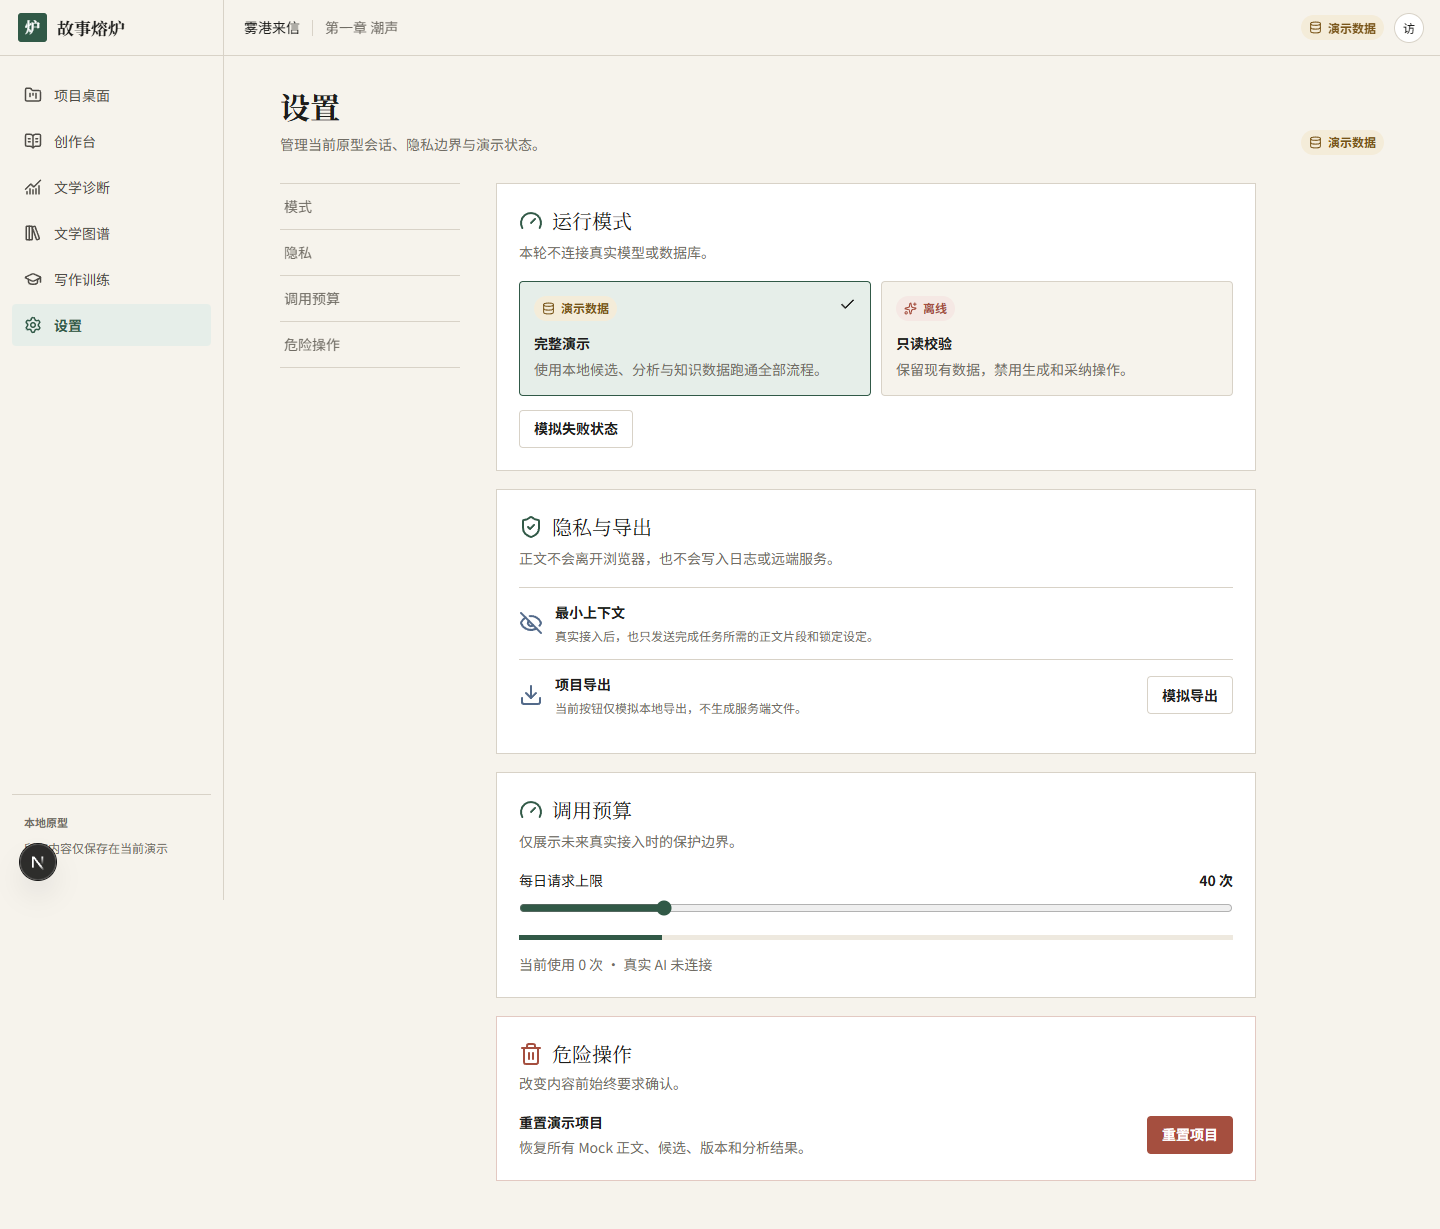 炉 故事熔炉
雾港来信 第一章 潮声
演示数据 访
项目桌面
创作台
文学诊断
文学图谱
写作训练
设置
本地原型
内容仅保存在当前演示
N
设置
管理当前原型会话、隐私边界与演示状态。
演示数据
模式
隐私
调用预算
危险操作
运行模式
本轮不连接真实模型或数据库。
演示数据
完整演示
使用本地候选、分析与知识数据跑通全部流程。
离线
只读校验
保留现有数据，禁用生成和采纳操作。
模拟失败状态
隐私与导出
正文不会离开浏览器，也不会写入日志或远端服务。
最小上下文
真实接入后，也只发送完成任务所需的正文片段和锁定设定。
项目导出
当前按钮仅模拟本地导出，不生成服务端文件。
模拟导出
调用预算
仅展示未来真实接入时的保护边界。
每日请求上限 40 次
当前使用 0 次 · 真实 AI 未连接
危险操作
改变内容前始终要求确认。
重置演示项目
恢复所有 Mock 正文、候选、版本和分析结果。
重置项目